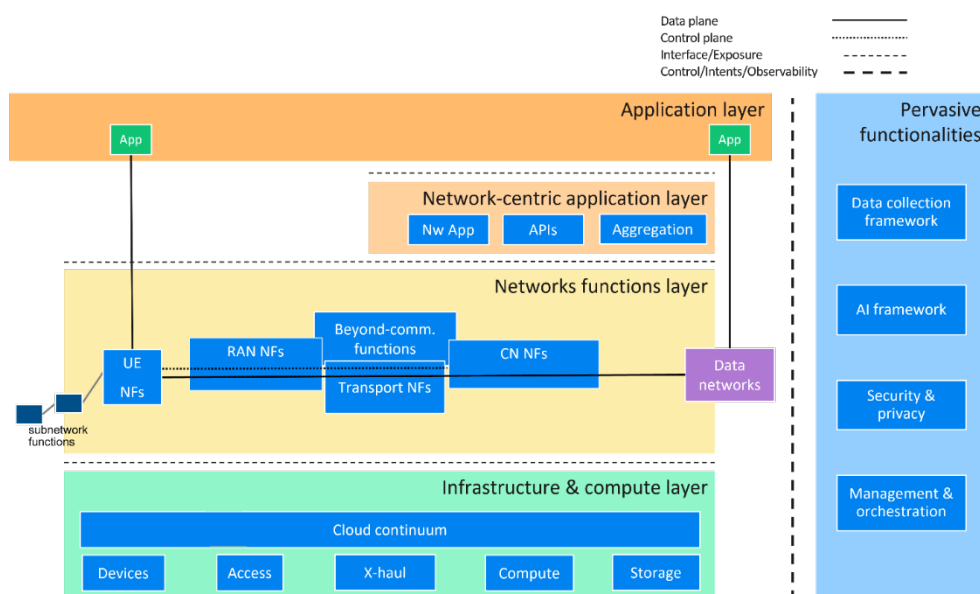 Data plane
Control plane
Interface/Exposure
Control/Intents/Observability
Application layer
App
App
Network-centric application layer
Nw App
APIs
Aggregation
Networks functions layer
Beyond-comm.
functions
RAN NFs
CN NFs
UE
NFs
Transport NFs
Data
networks
subnetwork
functions
Infrastructure & compute layer
Cloud continuum
Devices
Access
X-haul
Compute
Storage
Pervasive
functionalities
Data collection
framework
AI framework
Security &
privacy
Management &
orchestration